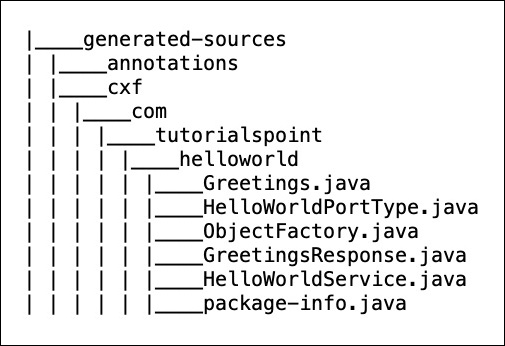 |____generated-sources
| |____annotations
| |____cxf
| | |____com
| | | |____tutorialspoint
| | | | |____helloworld
| | | | | |____Greetings.java
| | | | | |____HelloWorldPortType.java
| | | | | |____ObjectFactory.java
| | | | | |____GreetingsResponse.java
| | | | | |____HelloWorldService.java
| | | | | |____package-info.java